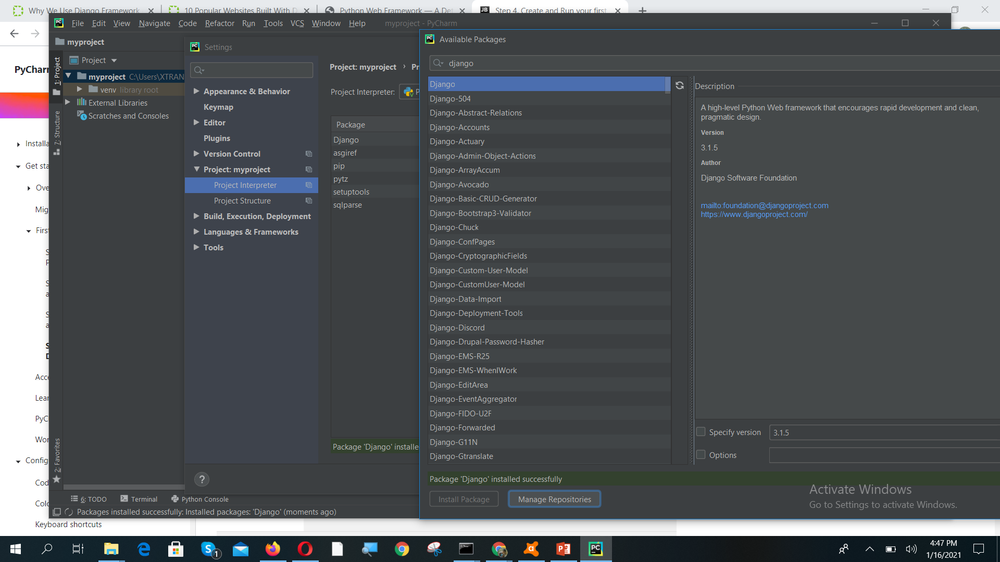 Why We Use Django Framework
10 Popular Websites Built With D
Python Web Framework — A Det
Step 4. Create and Run your first
File Edit View Navigate Code Refactor Run Tools VCS Window Help
myproject - PyCharm
myproject
Project
myproject C:\Users\XTRAN
venv library root
External Libraries
Scratches and Consoles
1: Project
7: Structure
2: Favorites
PyCharm
Installa
Get sta
Ove
Mig
First
S
P
S
a
S
a
S
D
Acce
Lear
PyC
Wor
Config
Cod
Colo
Keyboard shortcuts
Settings
Appearance & Behavior
Keymap
Editor
Plugins
Version Control
Project: myproject
Project Interpreter
Project Structure
Build, Execution, Deployment
Languages & Frameworks
Tools
?
Project: myproject › Pr
Project Interpreter: P
Package
Django
asgiref
pip
pytz
setuptools
sqlparse
Package 'Django' installe
Available Packages
django
Django
Django-504
Django-Abstract-Relations
Django-Accounts
Django-Actuary
Django-Admin-Object-Actions
Django-ArrayAccum
Django-Avocado
Django-Basic-CRUD-Generator
Django-Bootstrap3-Validator
Django-Chuck
Django-ConfPages
Django-CryptographicFields
Django-Custom-User-Model
Django-CustomUser-Model
Django-Data-Import
Django-Deployment-Tools
Django-Discord
Django-Drupal-Password-Hasher
Django-EMS-R25
Django-EMS-WhenIWork
Django-EditArea
Django-EventAggregator
Django-FIDO-U2F
Django-Forwarded
Django-G11N
Django-Gtranslate
Description
A high-level Python Web framework that encourages rapid development and clean,
pragmatic design.
Version
3.1.5
Author
Django Software Foundation
mailto:foundation@djangoproject.com
https://www.djangoproject.com/
Specify version 3.1.5
Options
Package 'Django' installed successfully
Install Package
Manage Repositories
Activate Windows
Go to Settings to activate Windows.
6: TODO
Terminal
Python Console
Packages installed successfully: Installed packages: 'Django' (moments ago)
4:47 PM
1/16/2021